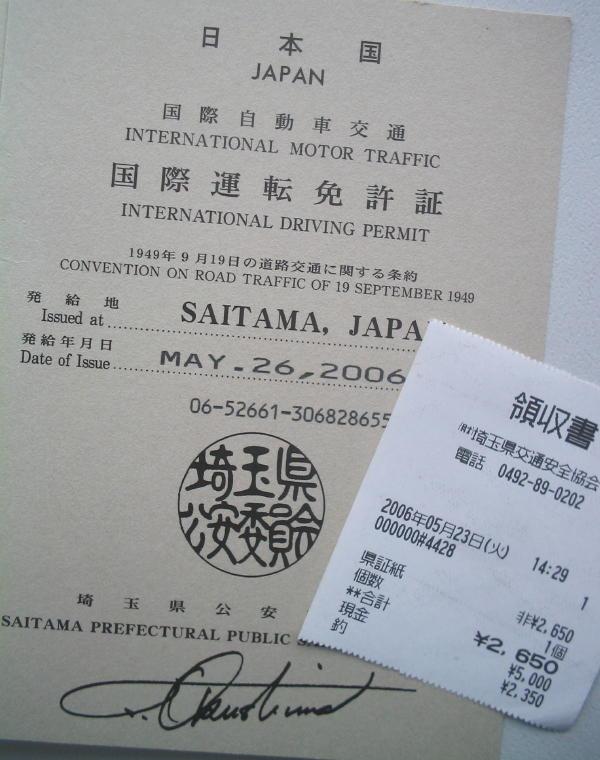 日本国
JAPAN
国際自動車交通
INTERNATIONAL MOTOR TRAFFIC
国際運転免許証
INTERNATIONAL DRIVING PERMIT
1949年9月19日の道路交通に関する条約
CONVENTION ON ROAD TRAFFIC OF 19 SEPTEMBER 1949
発給地
Issued at SAITAMA, JAPA
発給年月日
Date of Issue MAY.26,2006
06-52661-306828655
埼玉県
公安委員会
埼玉県公安
SAITAMA PREFECTURAL PUBLIC
領収書
(財)埼玉県交通安全協会
電話 0492-89-0202
2006年05月23日(火) 14:29
000000#4428 1
県証紙 非¥2,650
個数 1個
**合計 ¥2,650
現金 ¥5,000
釣 ¥2,350